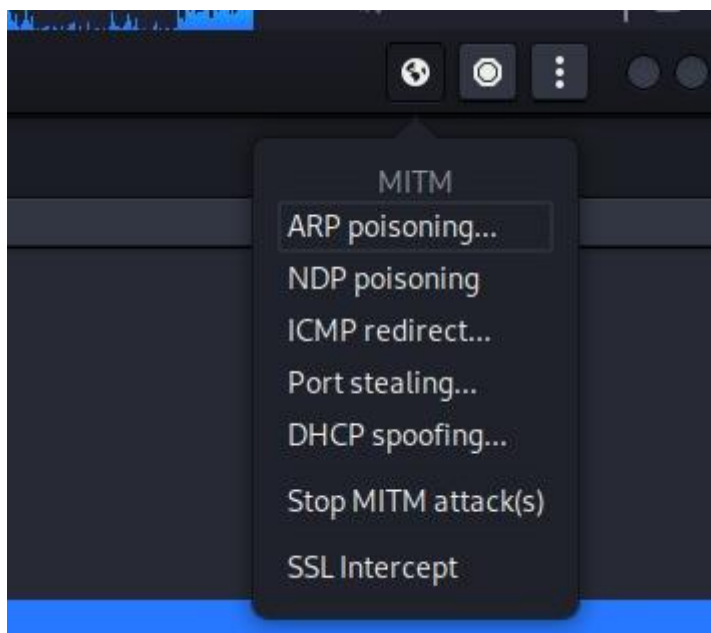 MITM
ARP poisoning...
NDP poisoning
ICMP redirect...
Port stealing...
DHCP spoofing...
Stop MITM attack(s)
SSL Intercept